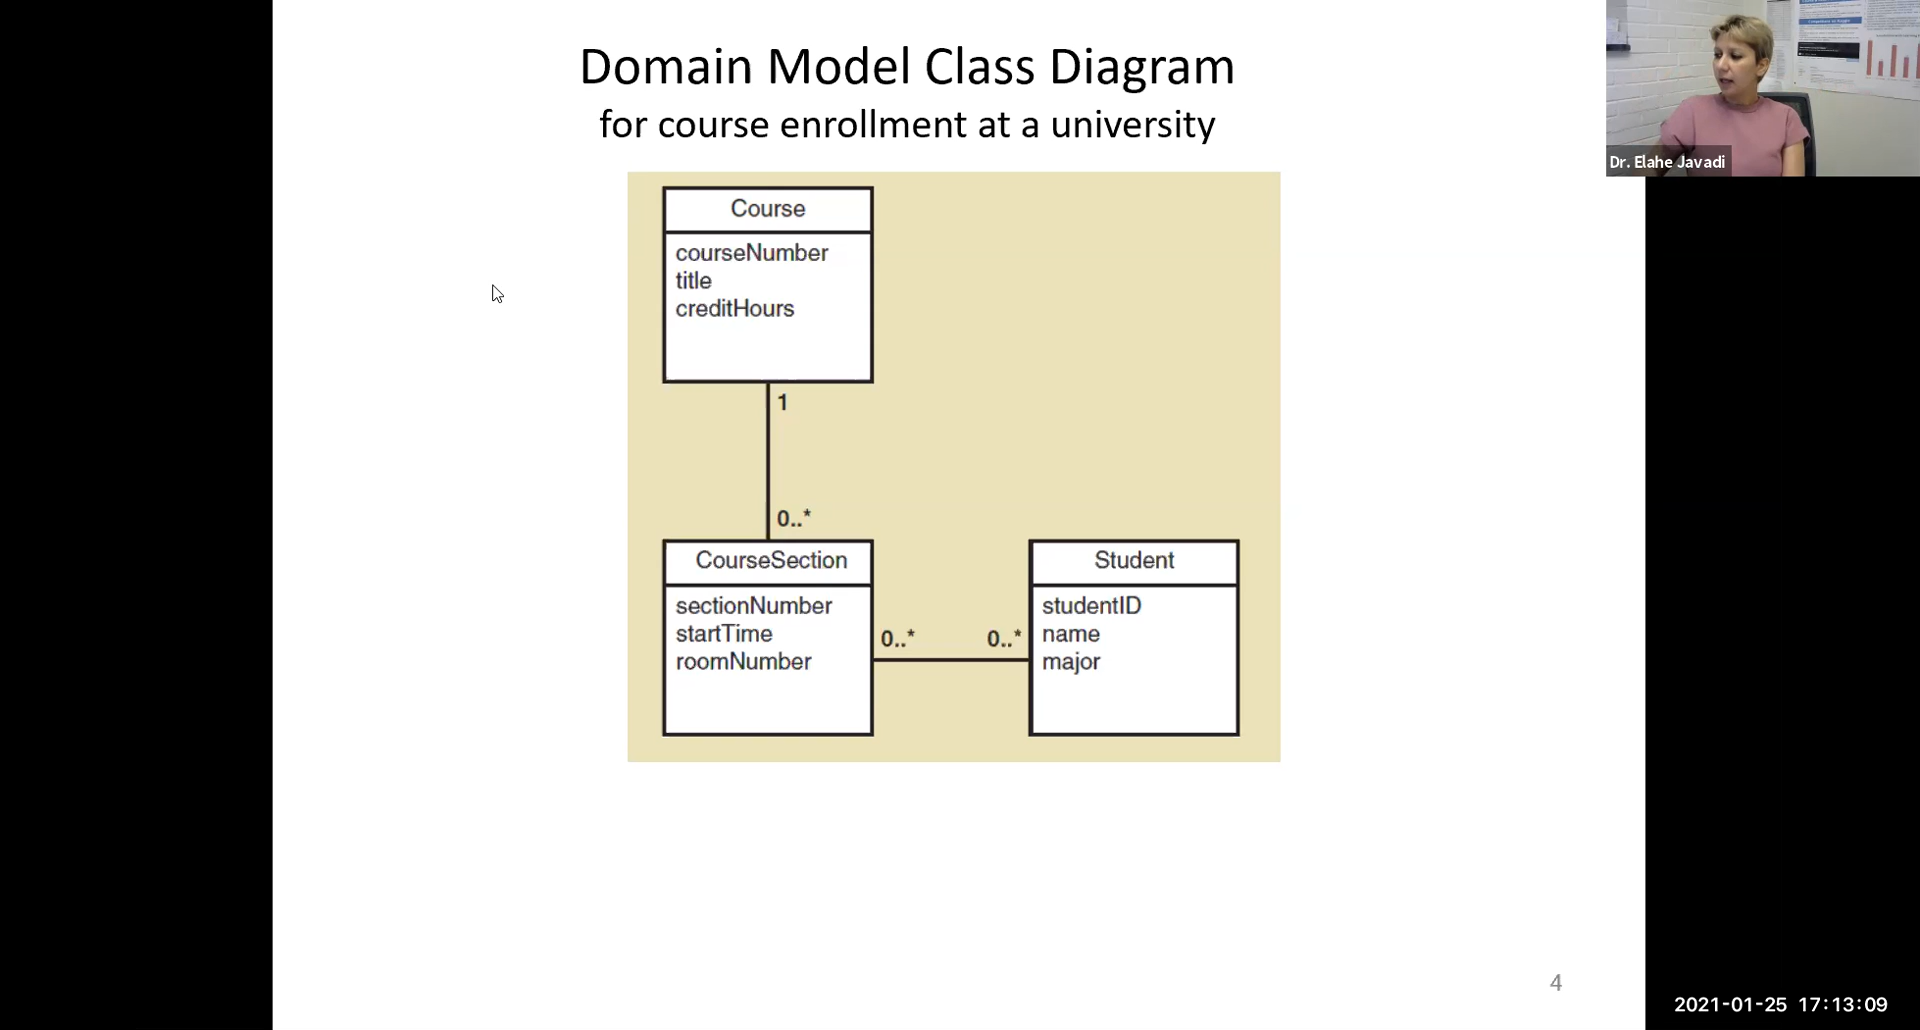 Domain Model Class Diagram
for course enrollment at a university
Course
courseNumber
title
creditHours
1
0..*
CourseSection
sectionNumber
startTime
roomNumber
0..*
0..*
Student
studentID
name
major
4
Dr. Elahe Javadi
2021-01-25 17:13:09